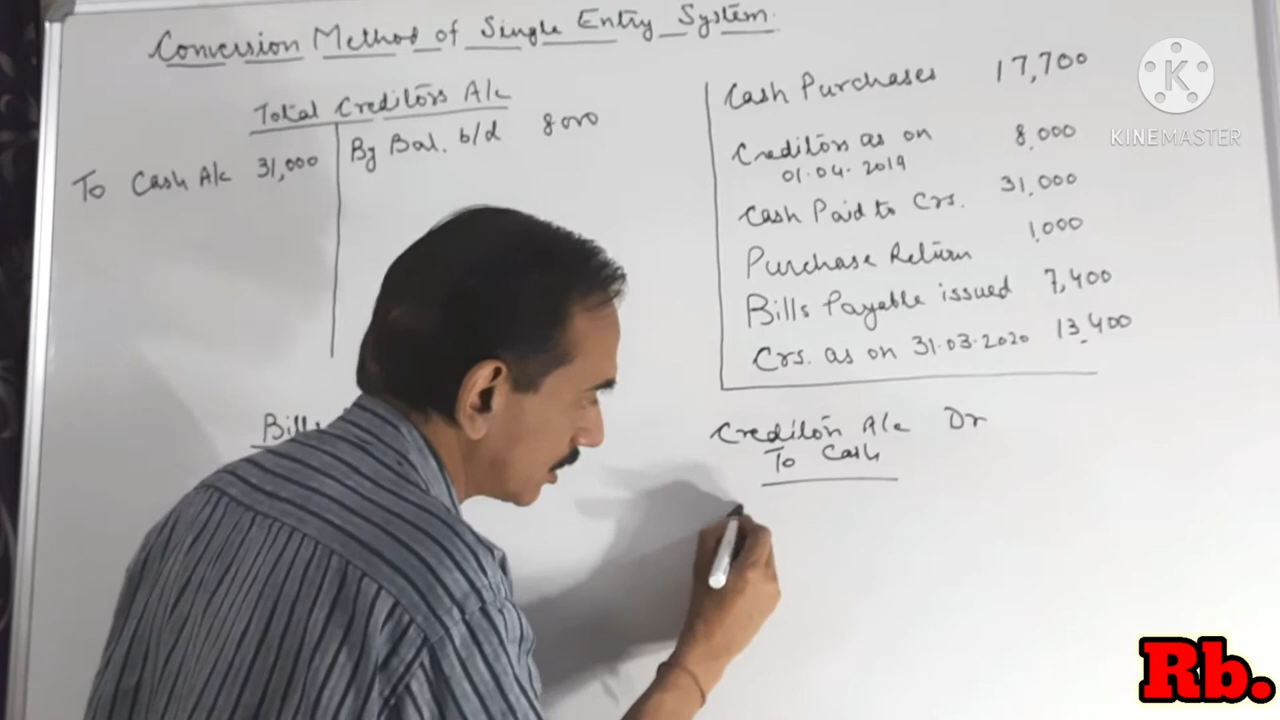 Conversion Method of Single Entry System.
Total Creditors A/c
To Cash A/c 31,000
By Bal. b/d 8000
Bills
Cash Purchases 17,700
Creditors as on 8,000
01.04.2019
Cash Paid to Crs. 31,000
Purchase Return 1,000
Bills Payable issued 7,400
Crs. as on 31.03.2020 13,400
Creditors A/c Dr
To Cash
KINEMASTER
Rb.